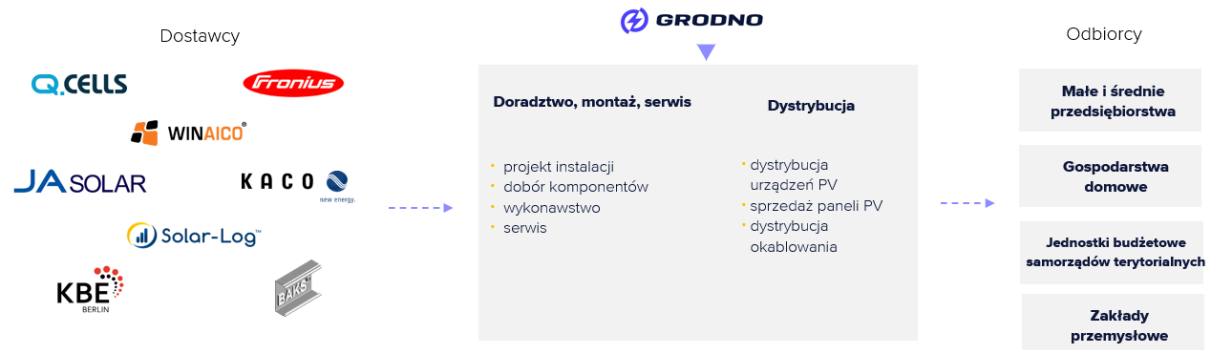 GRODNO
Dostawcy
Q.CELLS
Fronius
WINAICO®
JA SOLAR
KACO
new energy.
Solar-Log™
KBE
BERLIN
BAKS®
Doradztwo, montaż, serwis
projekt instalacji
dobór komponentów
wykonawstwo
serwis
Dystrybucja
dystrybucja
urządzeń PV
sprzedaż paneli PV
dystrybucja
okablowania
Odbiorcy
Małe i średnie
przedsiębiorstwa
Gospodarstwa
domowe
Jednostki budżetowe
samorządów terytorialnych
Zakłady
przemysłowe